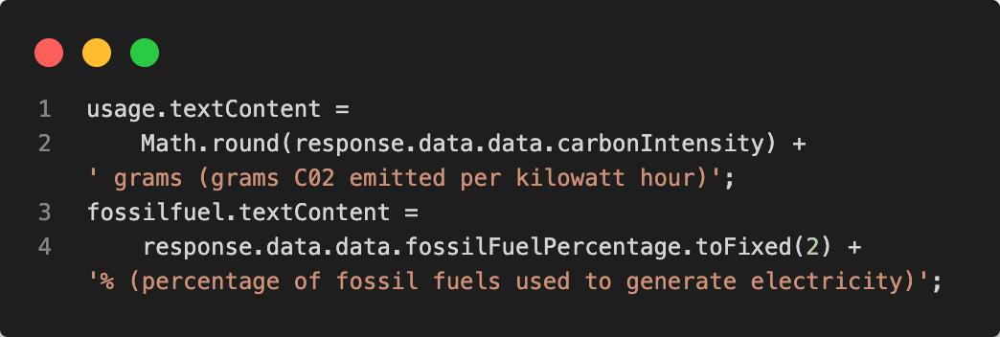 1 usage.textContent =
2 Math.round(response.data.data.carbonIntensity) +
' grams (grams C02 emitted per kilowatt hour)';
3 fossilfuel.textContent =
4 response.data.data.fossilFuelPercentage.toFixed(2) +
'% (percentage of fossil fuels used to generate electricity)';